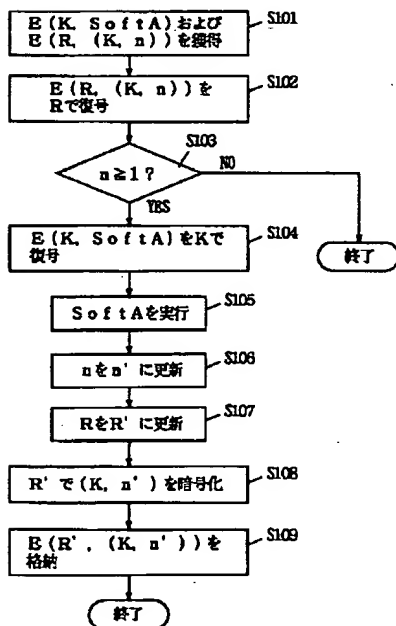 E (K, SoftA) および
E (R, (K, n)) を獲得
S101
E (R, (K, n)) を
Rで復号
S102
n≧1?
S103
NO
YES
終了
E (K, SoftA) をKで
復号
S104
SoftAを実行
S105
nをn'に更新
S106
RをR'に更新
S107
R'で(K, n')を暗号化
S108
E (R', (K, n')) を
格納
S109
終了